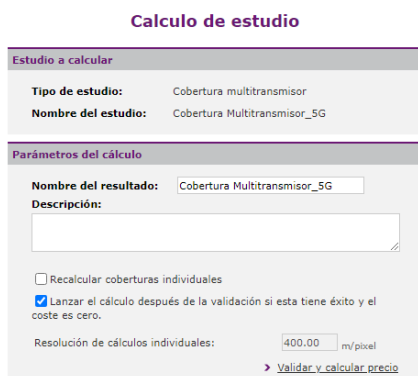 Calculo de estudio
Estudio a calcular
Tipo de estudio: Cobertura multitransmisor
Nombre del estudio: Cobertura Multitransmisor_5G
Parámetros del cálculo
Nombre del resultado: Cobertura Multitransmisor_5G
Descripción:
Recalcular coberturas individuales
Lanzar el cálculo después de la validación si esta tiene éxito y el
coste es cero.
Resolución de cálculos individuales: 400.00 m/pixel
Validar y calcular precio